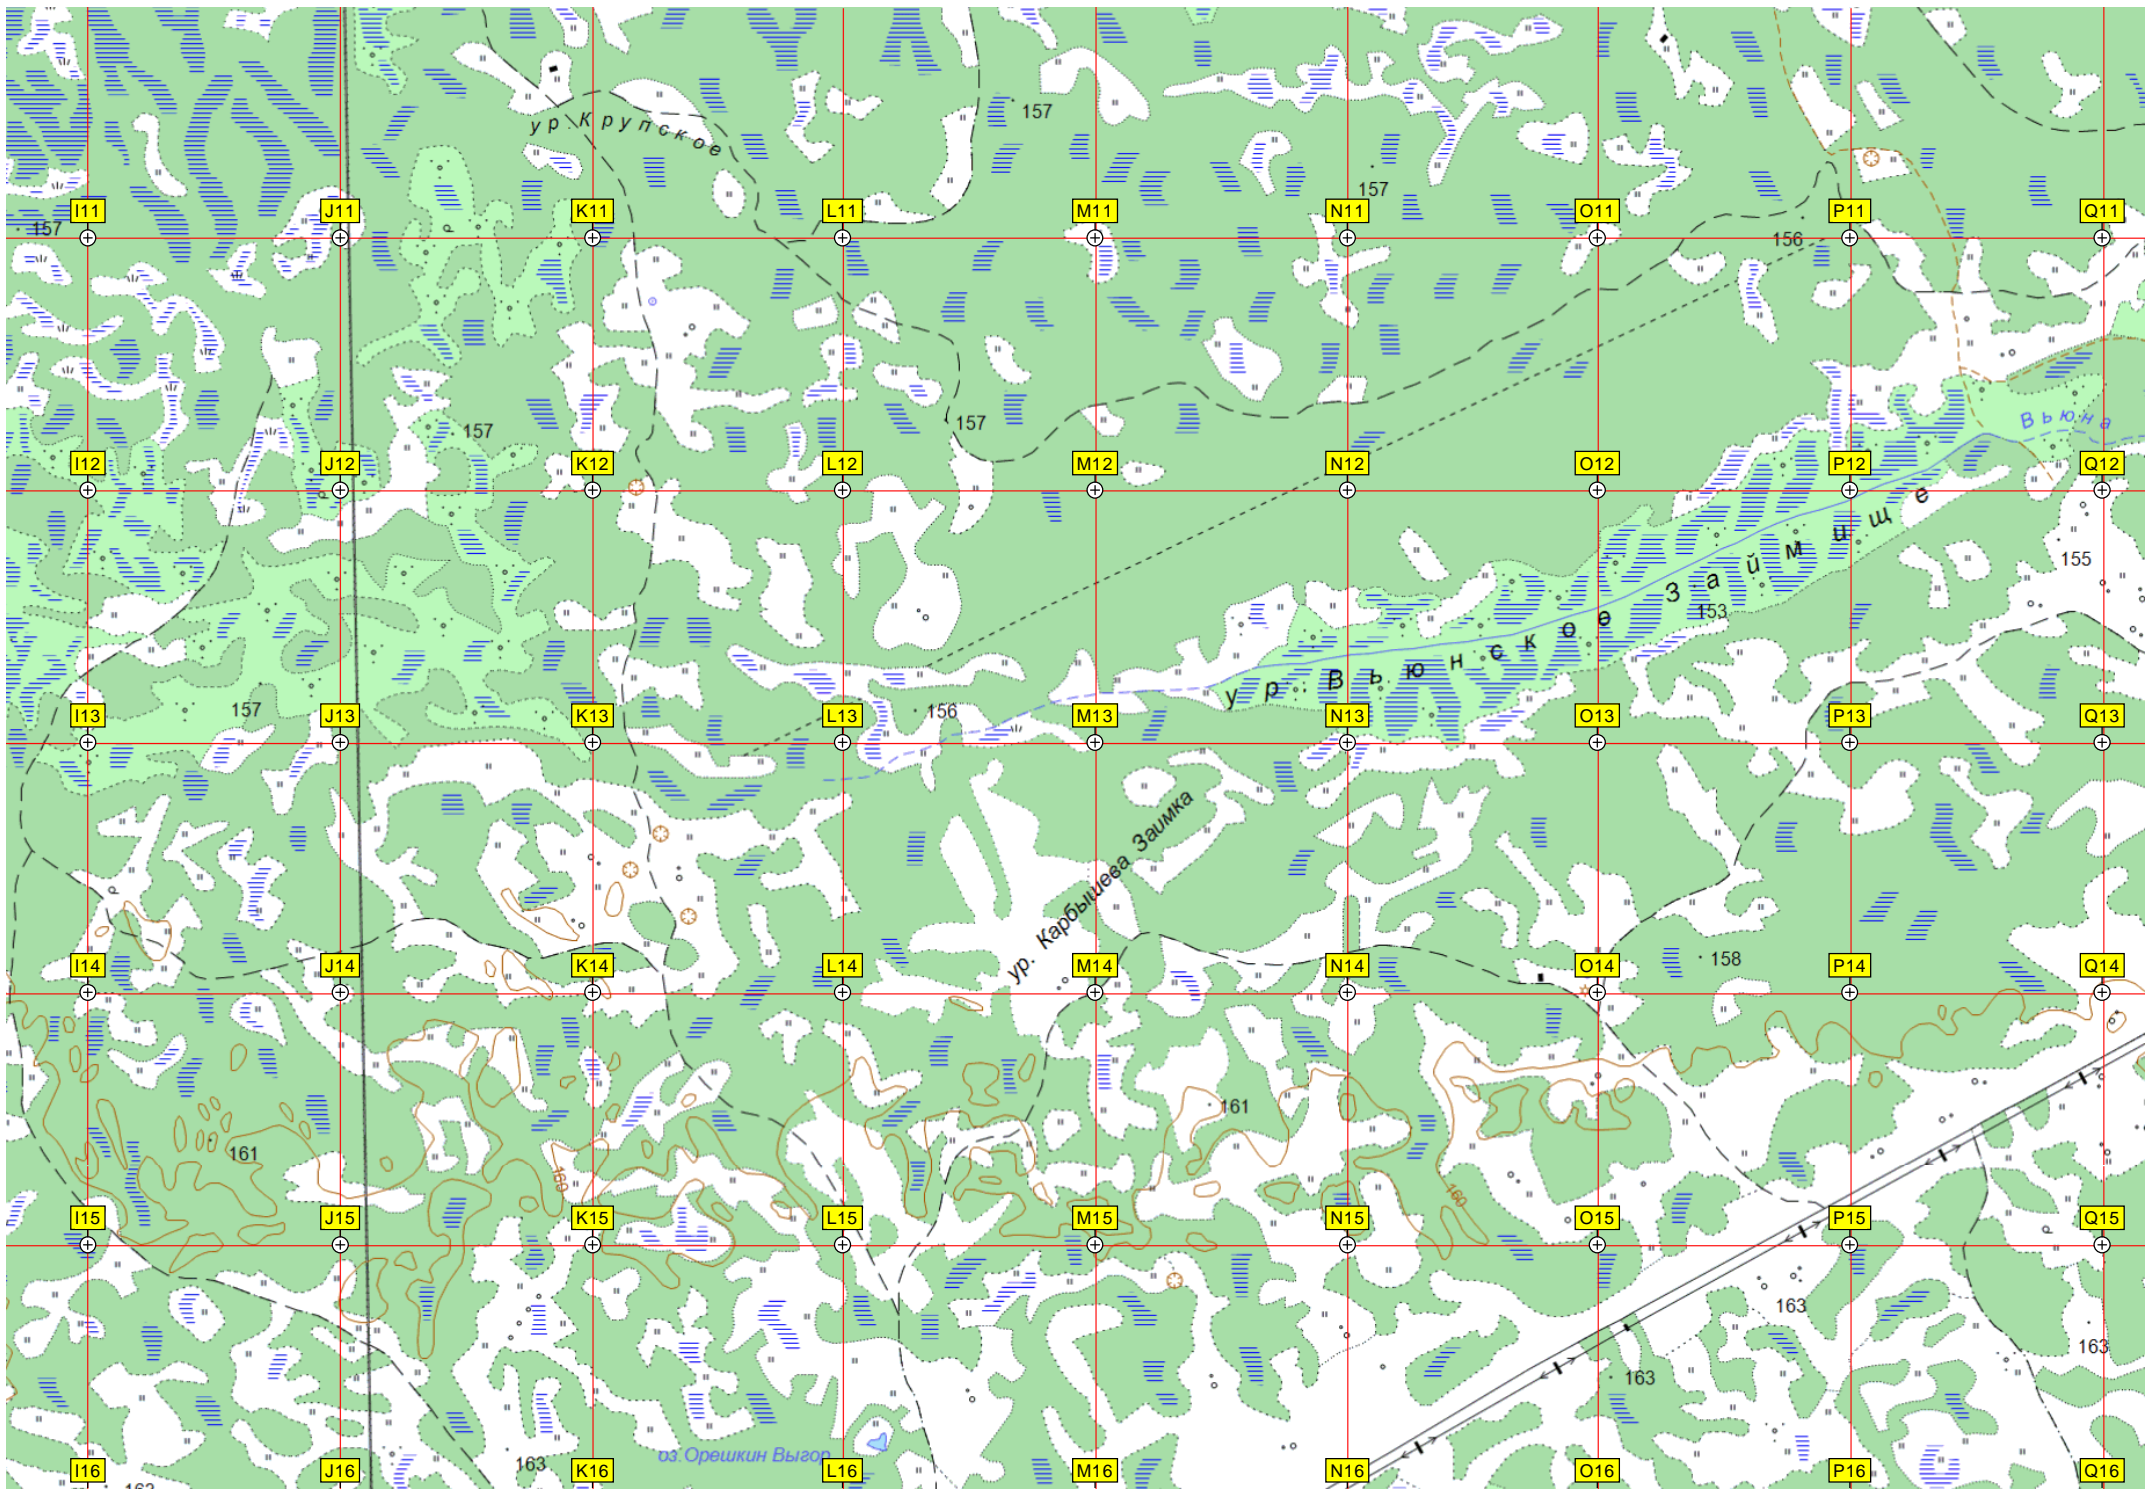 157
ур. Крупское
157
I11 J11 K11 L11 M11 N11 O11 P11 Q11
157
156
157
157
Вьюна
I12 J12 K12 L12 M12 N12 O12 P12 Q12
155
153
ур. Вьюнское Займище
157
156
I13 J13 K13 L13 M13 N13 O13 P13 Q13
ур. Карбышева Заимка
158
I14 J14 K14 L14 M14 N14 O14 P14 Q14
161
161
160
160
I15 J15 K15 L15 M15 N15 O15 P15 Q15
163
163
163
оз.Орешкин Выгор
163
I16 J16 K16 L16 M16 N16 O16 P16 Q16